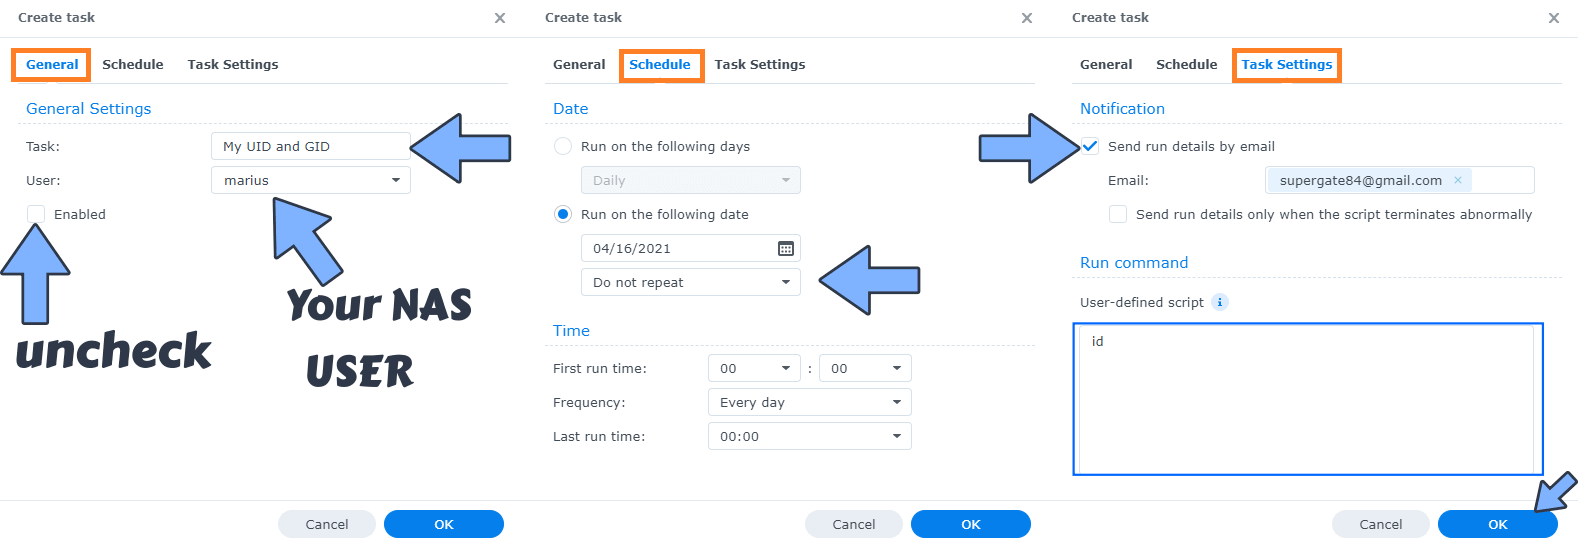 Create task
General Schedule Task Settings
General Settings
Task: My UID and GID
User: marius
Enabled
Your NAS
USER
uncheck
Cancel OK
Create task
General Schedule Task Settings
Date
Run on the following days
Daily
Run on the following date
04/16/2021
Do not repeat
Time
First run time: 00 : 00
Frequency: Every day
Last run time: 00:00
Cancel OK
Create task
General Schedule Task Settings
Notification
Send run details by email
Email: supergate84@gmail.com ×
Send run details only when the script terminates abnormally
Run command
User-defined script i
id
Cancel OK